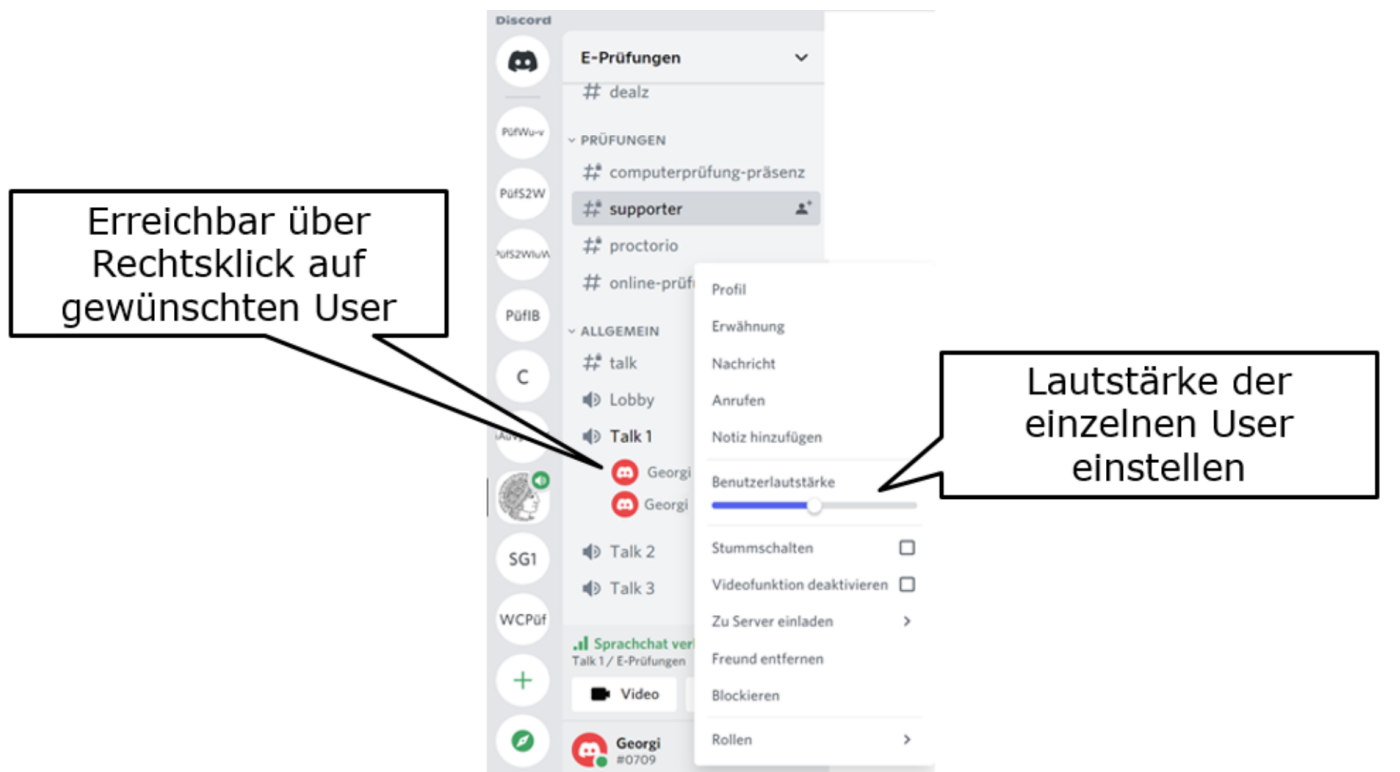 Discord
E-Prüfungen
dealz
PRÜFUNGEN
computerprüfung-präsenz
supporter
proctorio
online-prüf
ALLGEMEIN
talk
Lobby
Talk 1
Georgi
Georgi
Talk 2
Talk 3
Sprachchat ver
Talk 1 / E-Prüfungen
Video
Georgi
#0709
PüfWu-v
PüfS2W
PüfIB
C
SG1
WCPüf
Erreichbar über
Rechtsklick auf
gewünschten User
Profil
Erwähnung
Nachricht
Anrufen
Notiz hinzufügen
Benutzerlautstärke
Stummschalten
Videofunktion deaktivieren
Zu Server einladen
Freund entfernen
Blockieren
Rollen
Lautstärke der
einzelnen User
einstellen